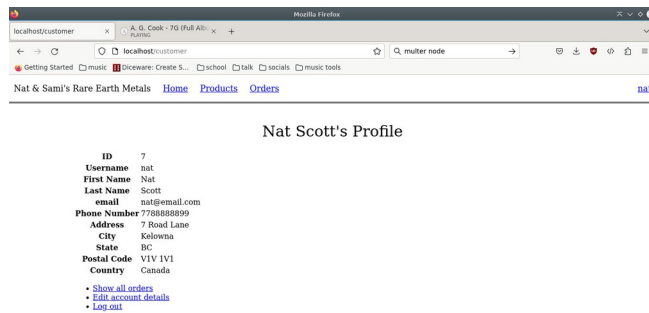 Mozilla Firefox
localhost/customer
A. G. Cook - 7G (Full Alb
PLAYING
localhost/customer
multer node
Getting Started music Diceware: Create S... school talk socials music tools
Nat & Sami's Rare Earth Metals Home Products Orders
Nat Scott's Profile
ID 7
Username nat
First Name Nat
Last Name Scott
email nat@email.com
Phone Number 7788888899
Address 7 Road Lane
City Kelowna
State BC
Postal Code V1V 1V1
Country Canada
• Show all orders
• Edit account details
• Log out